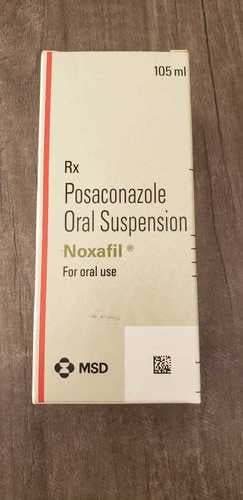 105 ml
Rx
Posaconazole
Oral Suspension
Noxafil®
For oral use
MSD